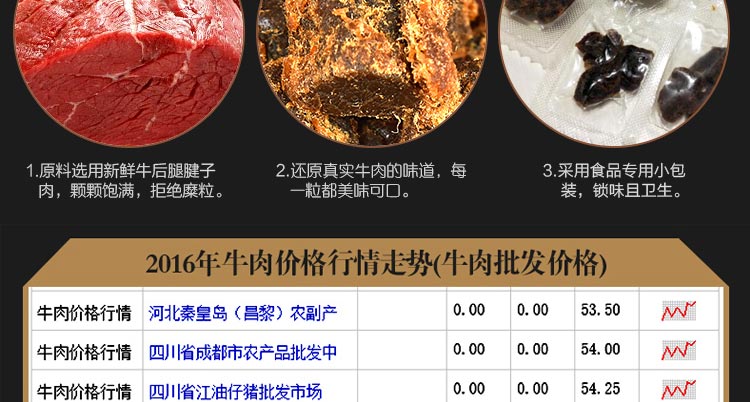 1.原料选用新鲜牛后腿腱子
肉，颗颗饱满，拒绝糜粒。
2.还原真实牛肉的味道，每
一粒都美味可口。
3.采用食品专用小包
装，锁味且卫生。
2016年牛肉价格行情走势(牛肉批发价格)
牛肉价格行情 河北秦皇岛（昌黎）农副产 0.00 0.00 53.50
牛肉价格行情 四川省成都市农产品批发中 0.00 0.00 54.00
牛肉价格行情 四川省江油仔猪批发市场 0.00 0.00 54.25